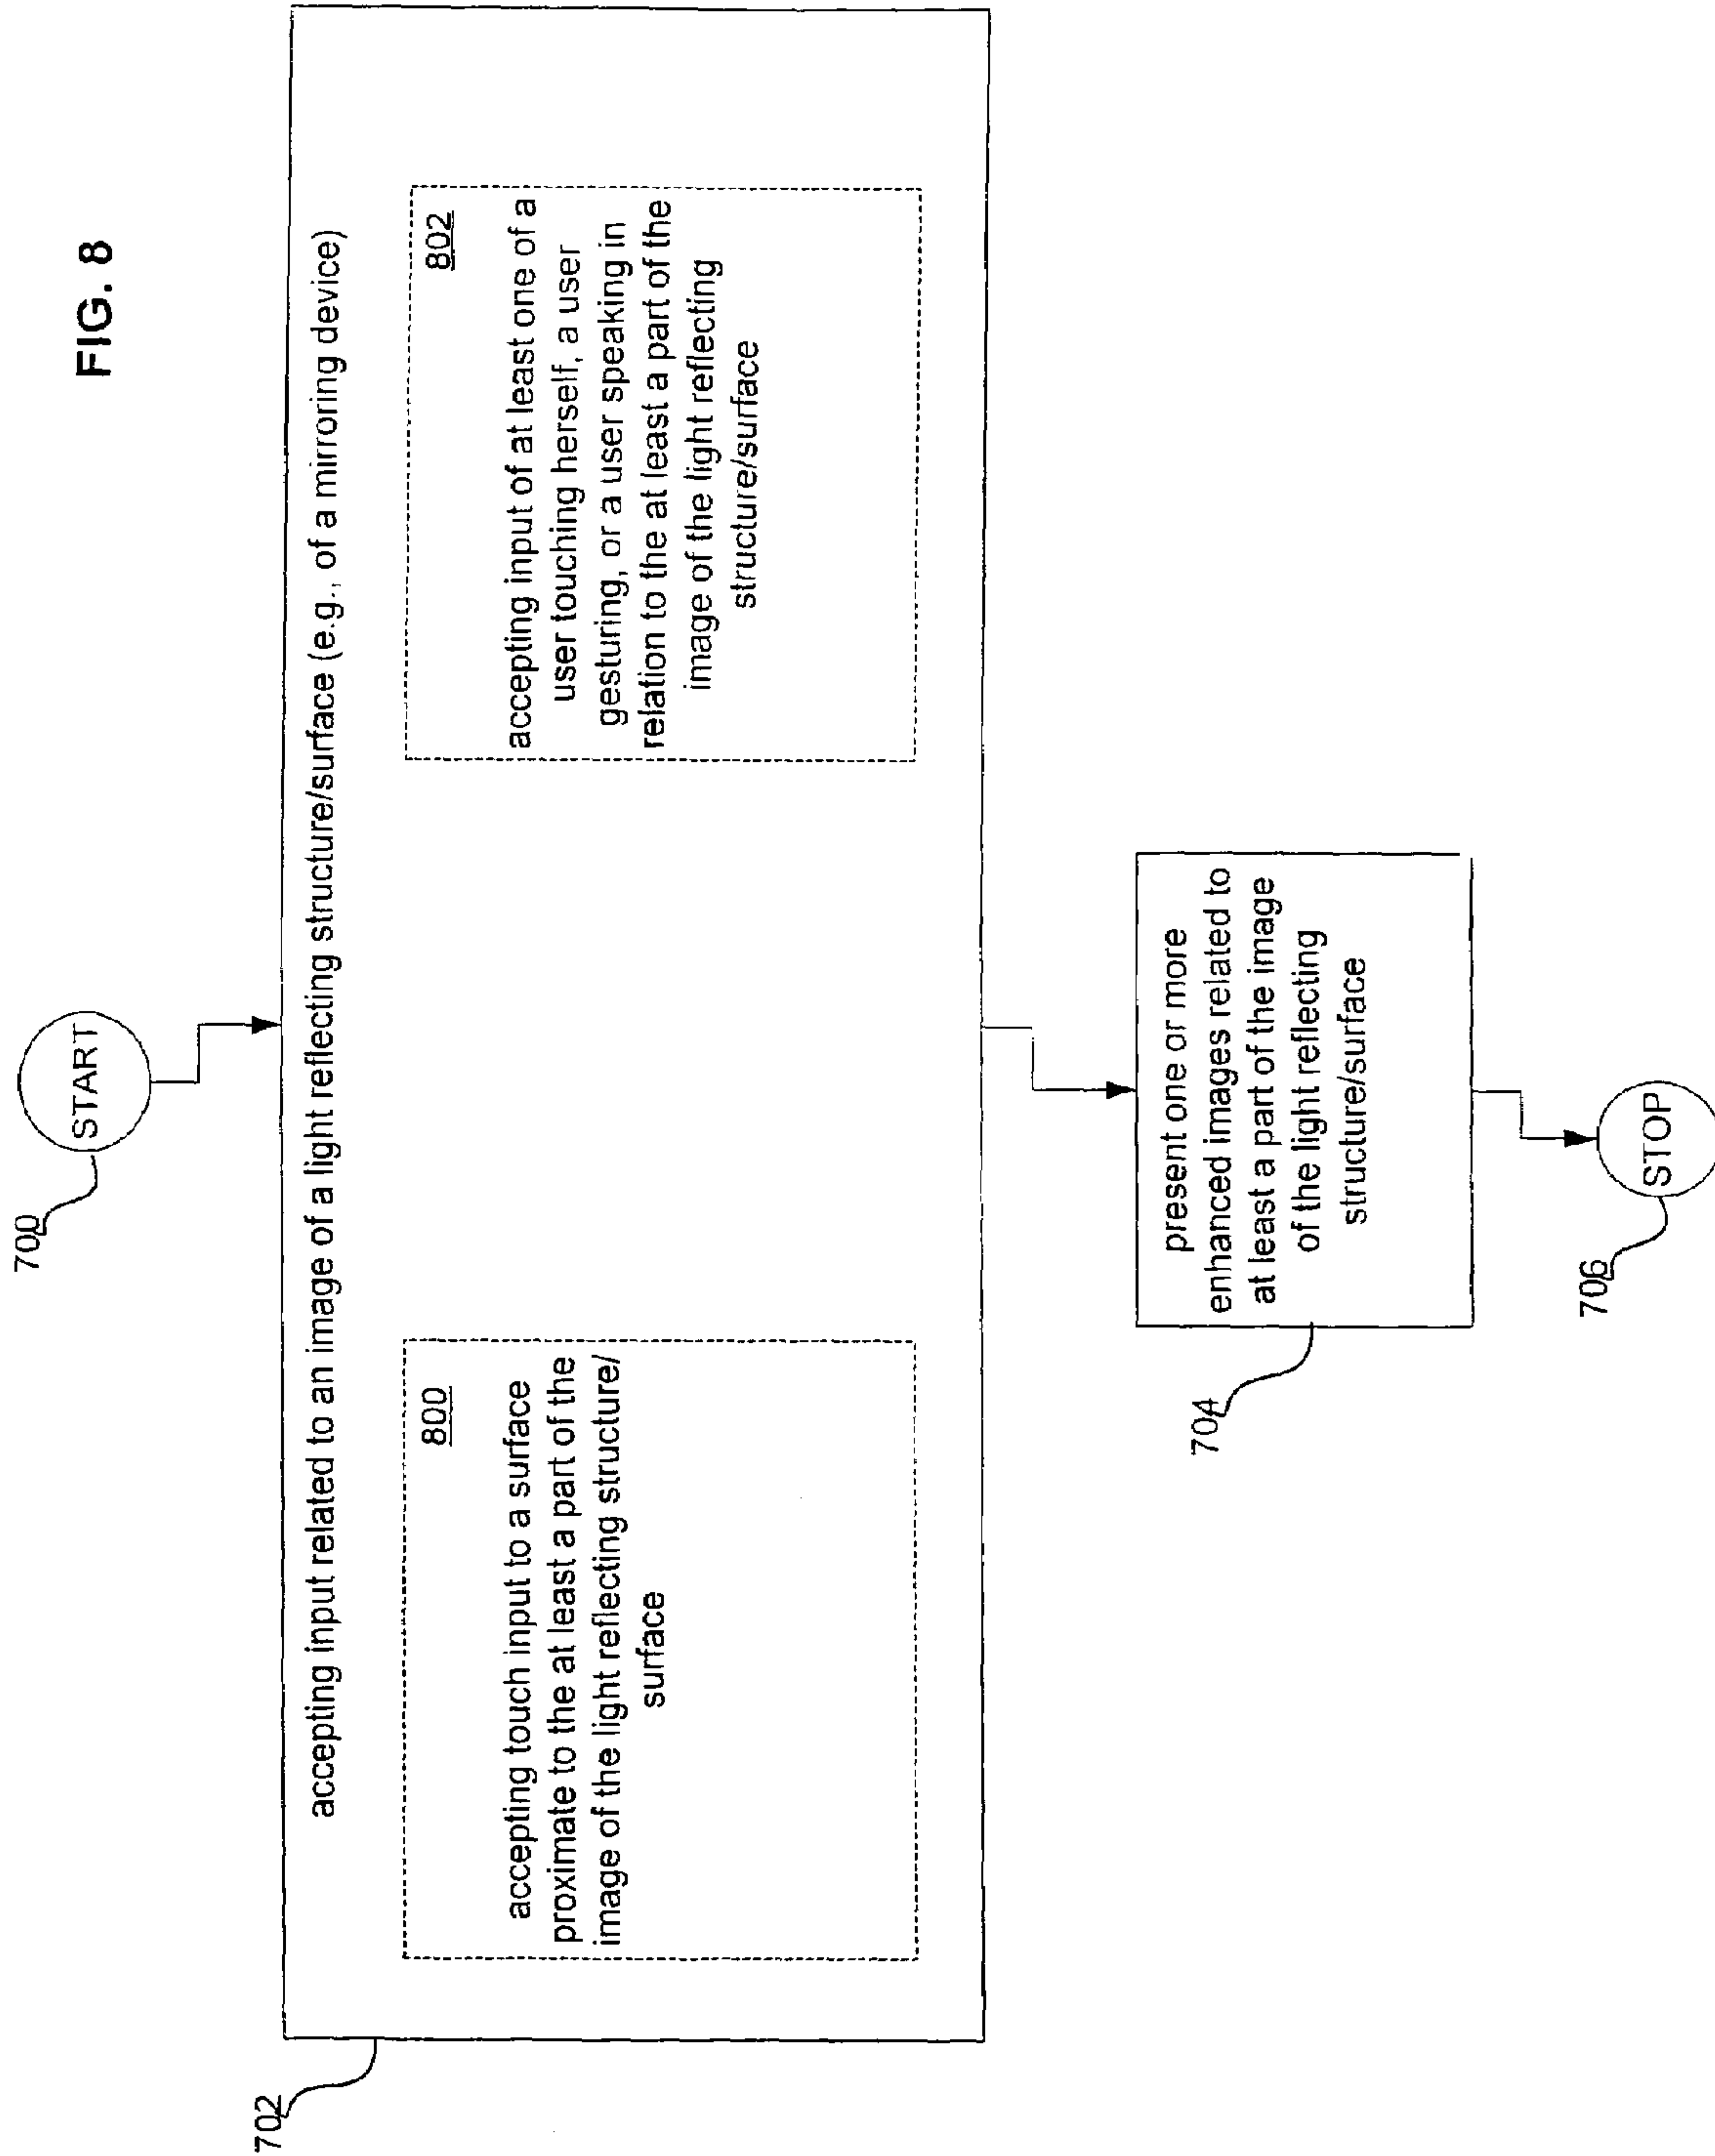 FIG. 8
700
START
702
accepting input related to an image of a light reflecting structure/surface (e.g., of a mirroring device)
800
accepting touch input to a surface
proximate to the at least a part of the
image of the light reflecting structure/
surface
802
accepting input of at least one of a
user touching herself, a user
gesturing, or a user speaking in
relation to the at least a part of the
image of the light reflecting
structure/surface
704
present one or more
enhanced images related to
at least a part of the image
of the light reflecting
structure/surface
706
STOP